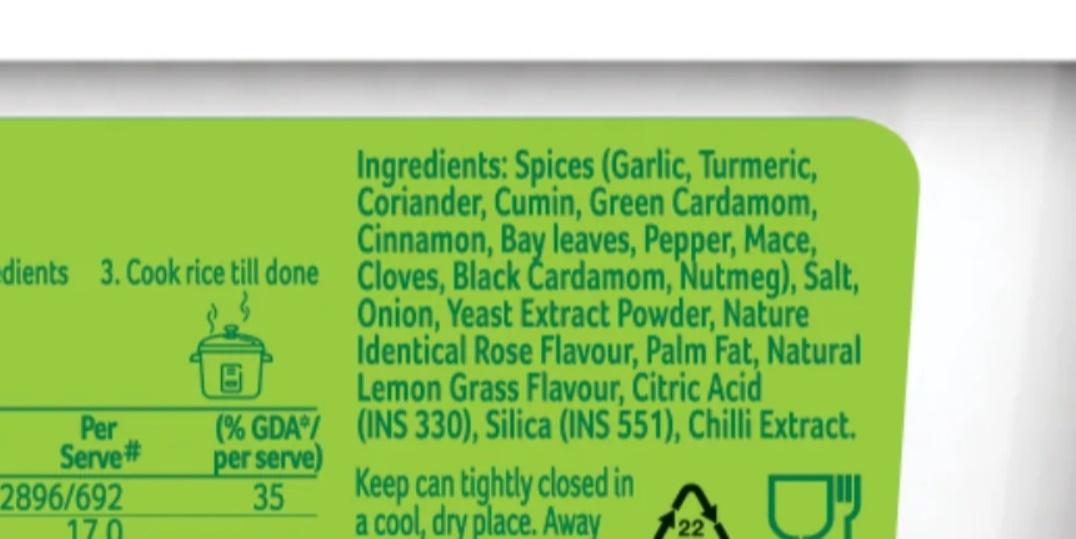 Ingredients: Spices (Garlic, Turmeric,
Coriander, Cumin, Green Cardamom,
Cinnamon, Bay leaves, Pepper, Mace,
Cloves, Black Cardamom, Nutmeg), Salt,
Onion, Yeast Extract Powder, Nature
Identical Rose Flavour, Palm Fat, Natural
Lemon Grass Flavour, Citric Acid
(INS 330), Silica (INS 551), Chilli Extract.
3. Cook rice till done
Per
Serve#
(% GDA*/
per serve)
2896/692 35
17.0
Keep can tightly closed in
a cool, dry place. Away
22